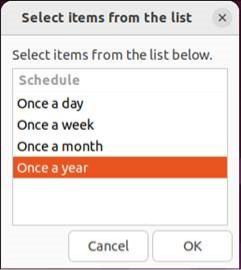 Select items from the list
Select items from the list below.
Schedule
Once a day
Once a week
Once a month
Once a year
Cancel
OK